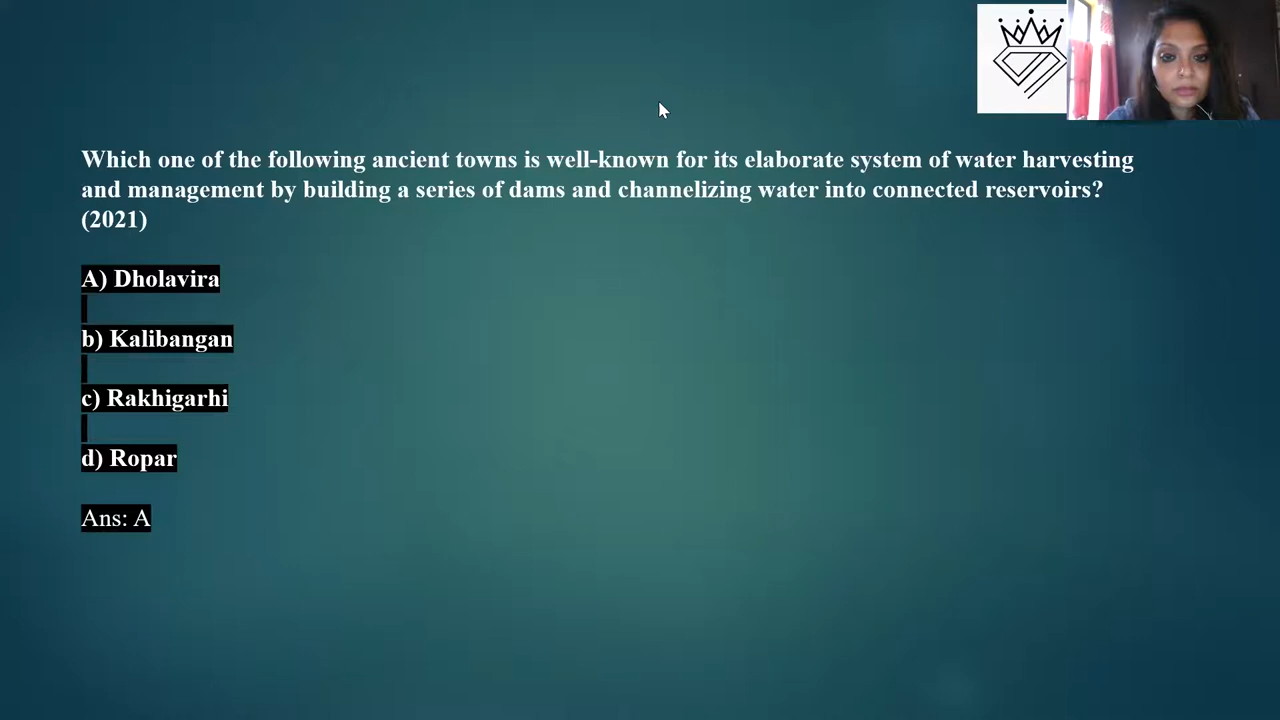 Which one of the following ancient towns is well-known for its elaborate system of water harvesting
and management by building a series of dams and channelizing water into connected reservoirs?
(2021)
A) Dholavira
b) Kalibangan
c) Rakhigarhi
d) Ropar
Ans: A